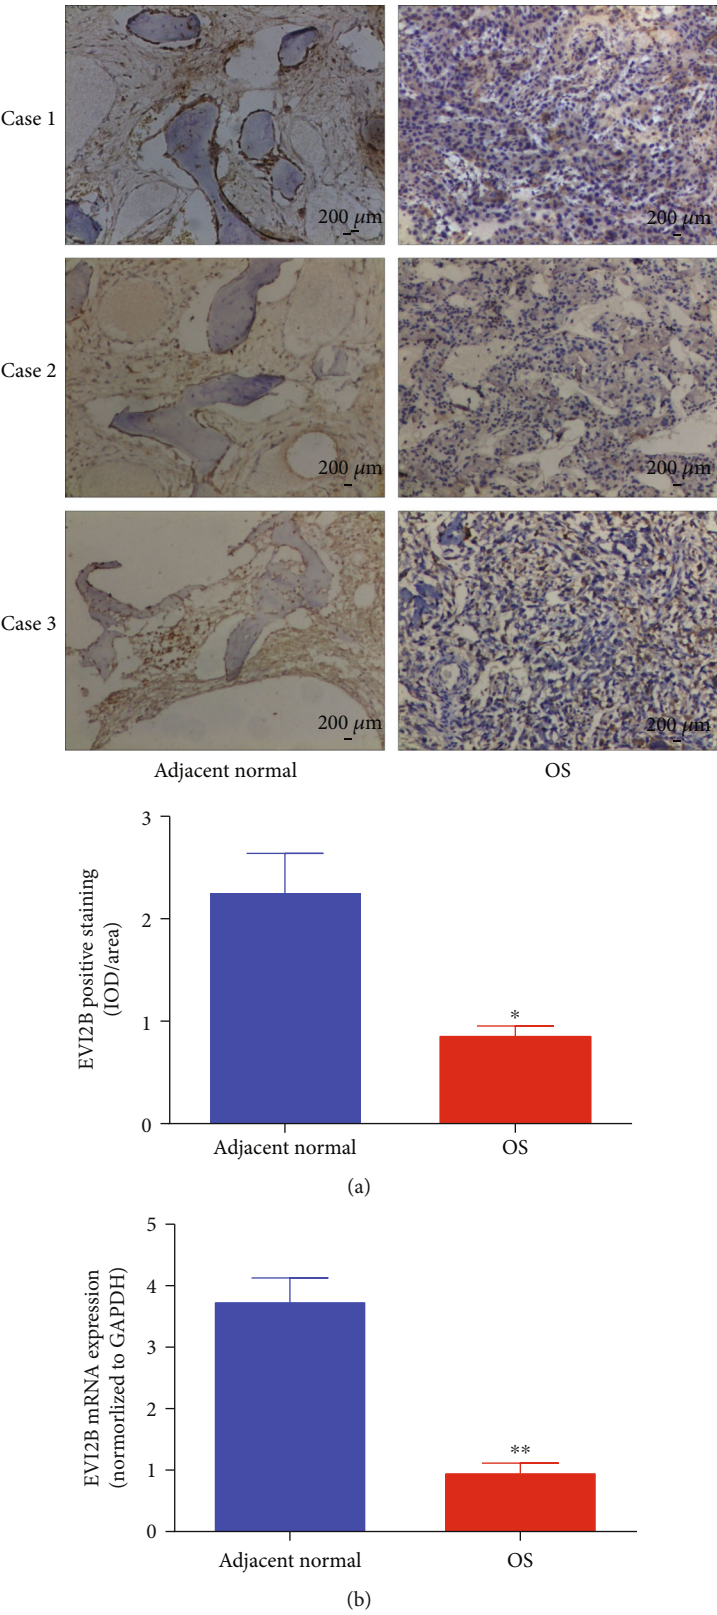 Case 1
200 μm
200 μm
Case 2
200 μm
200 μm
Case 3
200 μm
200 μm
Adjacent normal
OS
3
2
1
0
EVI2B positive staining
(IOD/area)
*
Adjacent normal
OS
(a)
5
4
3
2
1
0
EVI2B mRNA expression
(normorlized to GAPDH)
**
Adjacent normal
OS
(b)